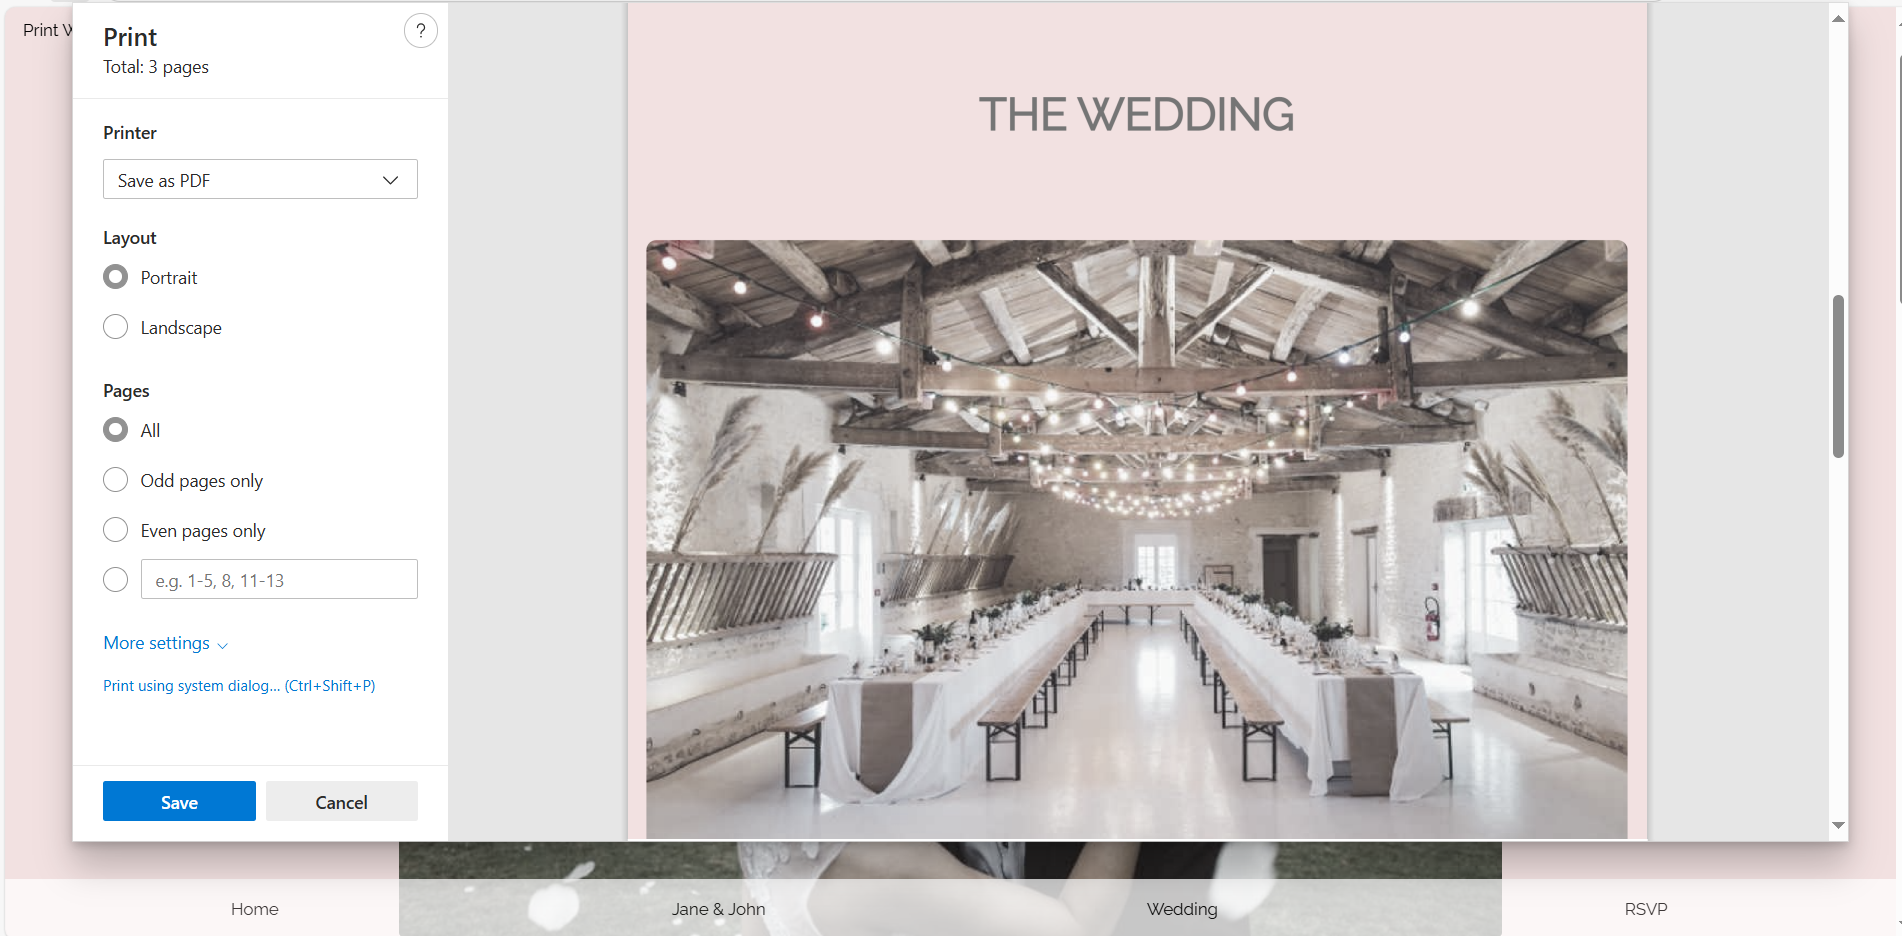 Print
Print
?
Total: 3 pages
Printer
Save as PDF
Layout
Portrait
Landscape
Pages
All
Odd pages only
Even pages only
e.g. 1-5, 8, 11-13
More settings
Print using system dialog... (Ctrl+Shift+P)
Save
Cancel
THE WEDDING
Home
Jane & John
Wedding
RSVP